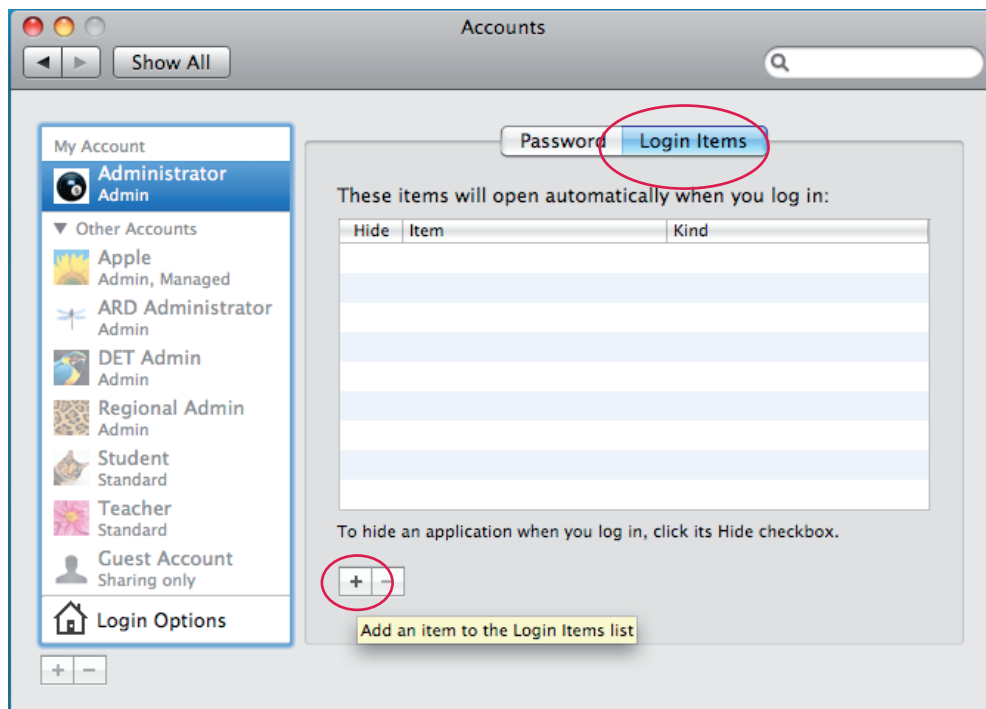 Accounts
Show All
My Account
Administrator
Admin
Other Accounts
Apple
Admin, Managed
ARD Administrator
Admin
DET Admin
Admin
Regional Admin
Admin
Student
Standard
Teacher
Standard
Guest Account
Sharing only
Login Options
+ −
Password Login Items
These items will open automatically when you log in:
Hide Item Kind
To hide an application when you log in, click its Hide checkbox.
+ −
Add an item to the Login Items list